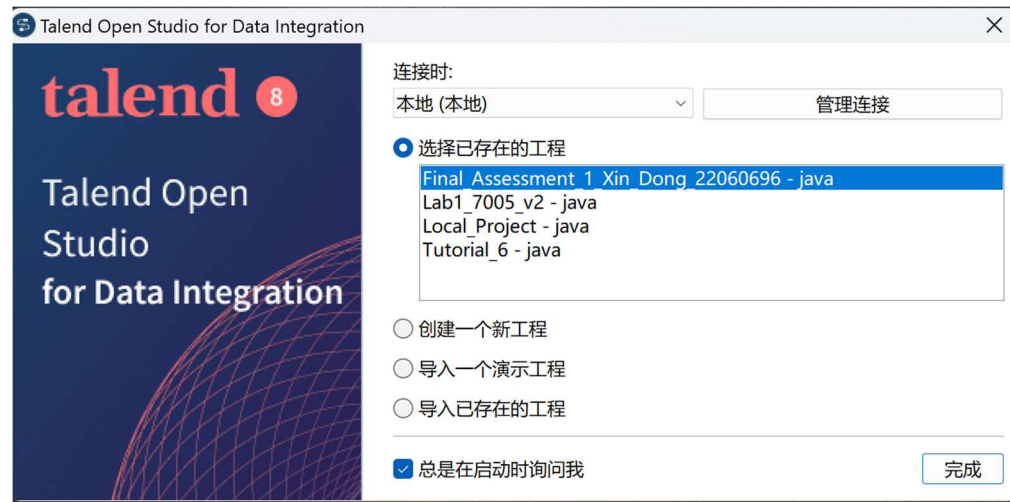 Talend Open Studio for Data Integration
talend 8
Talend Open
Studio
for Data Integration
连接时:
本地 (本地)
管理连接
选择已存在的工程
Final_Assessment_1_Xin_Dong_22060696 - java
Lab1_7005_v2 - java
Local_Project - java
Tutorial_6 - java
创建一个新工程
导入一个演示工程
导入已存在的工程
总是在启动时询问我
完成